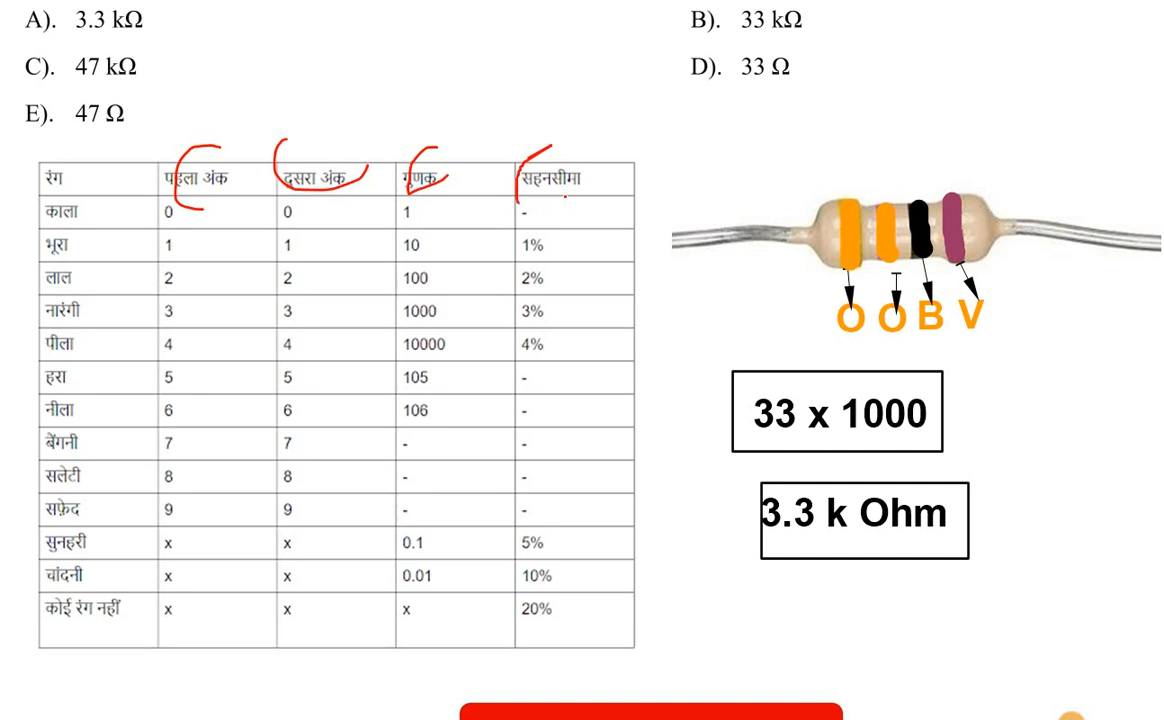 A). 3.3 kΩ
B). 33 kΩ
C). 47 kΩ
D). 33 Ω
E). 47 Ω
रंग पहला अंक दूसरा अंक गुणक सहनसीमा
काला 0 0 1 -
भूरा 1 1 10 1%
लाल 2 2 100 2%
नारंगी 3 3 1000 3%
पीला 4 4 10000 4%
हरा 5 5 105 -
नीला 6 6 106 -
बेंगनी 7 7 - -
सलेटी 8 8 - -
सफ़ेद 9 9 - -
सुनहरी x x 0.1 5%
चांदनी x x 0.01 10%
कोई रंग नहीं x x x 20%
O O B V
33 x 1000
3.3 k Ohm